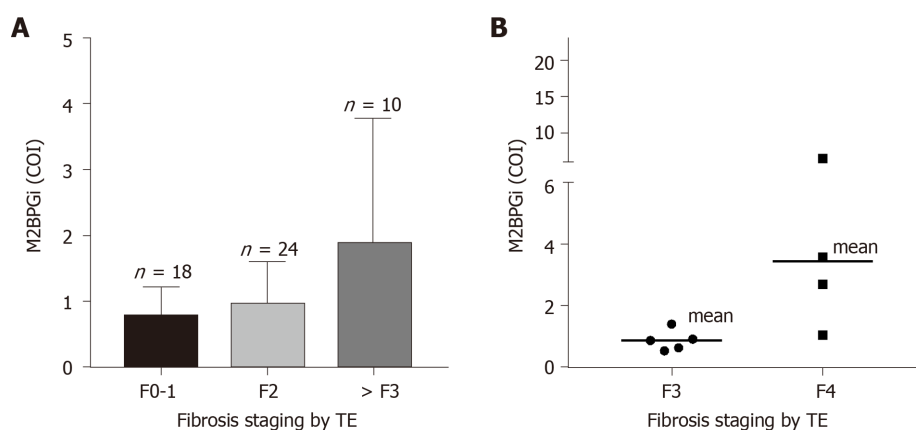 A
M2BPGi (COI)
5
4
3
2
1
0
n = 18
n = 24
n = 10
F0-1 F2 > F3
Fibrosis staging by TE
B
M2BPGi (COI)
20
15
10
6
4
2
0
mean
mean
F3 F4
Fibrosis staging by TE